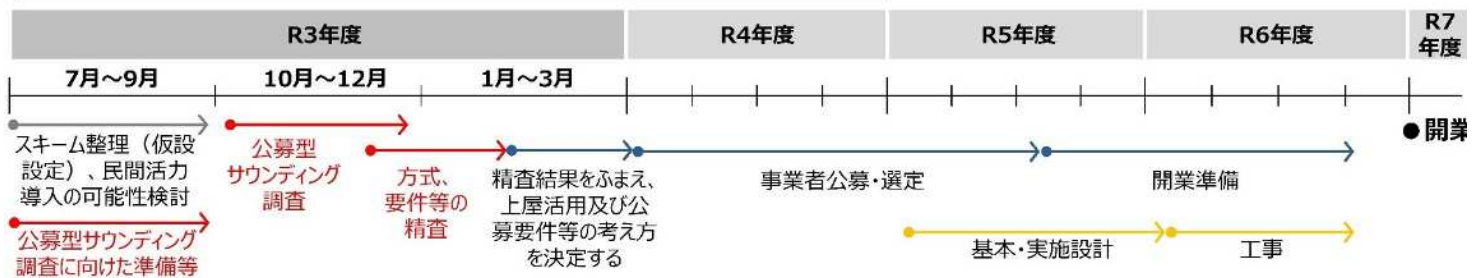 R3年度
R4年度
R5年度
R6年度
R7
年度
7月～9月
10月～12月
1月～3月
スキーム整理（仮設
設定）、民間活力
導入の可能性検討
公募型サウンディング
調査に向けた準備等
公募型
サウンディング
調査
方式、
要件等の
精査
精査結果をふまえ、
上屋活用及び公
募要件等の考え方
を決定する
事業者公募・選定
開業準備
基本・実施設計
工事
開業